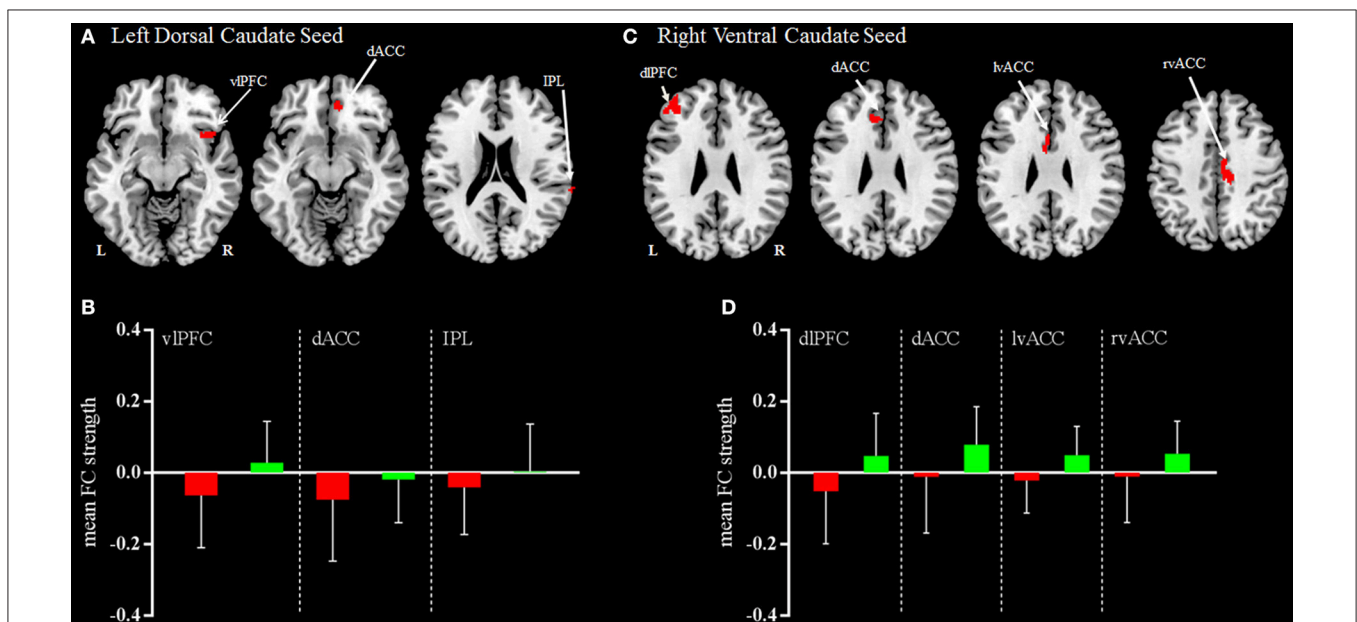 A Left Dorsal Caudate Seed
vlPFC
dACC
IPL
L
R
C Right Ventral Caudate Seed
dlPFC
dACC
lvACC
rvACC
L
R
B
mean FC strength
0.4
0.2
0.0
-0.2
-0.4
vlPFC
dACC
IPL
D
mean FC strength
0.4
0.2
0.0
-0.2
-0.4
dlPFC
dACC
lvACC
rvACC